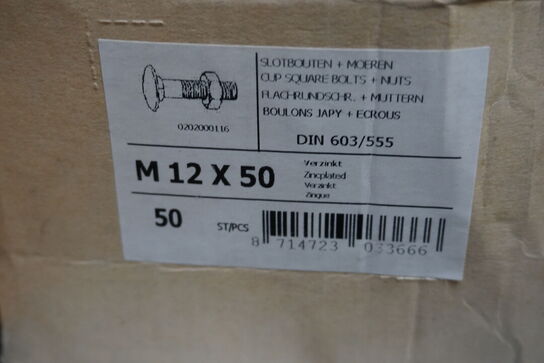 SLOTBOUTEN + MOEREN
CUP SQUARE BOLTS + NUTS
FLACHRUNDSCHR. + MUTTERN
BOULONS JAPY + ECROUS
0202000116
DIN 603/555
M 12 X 50
Verzinkt
Zincplated
Verzinkt
Zingue
50 ST/PCS
8 714723 033666